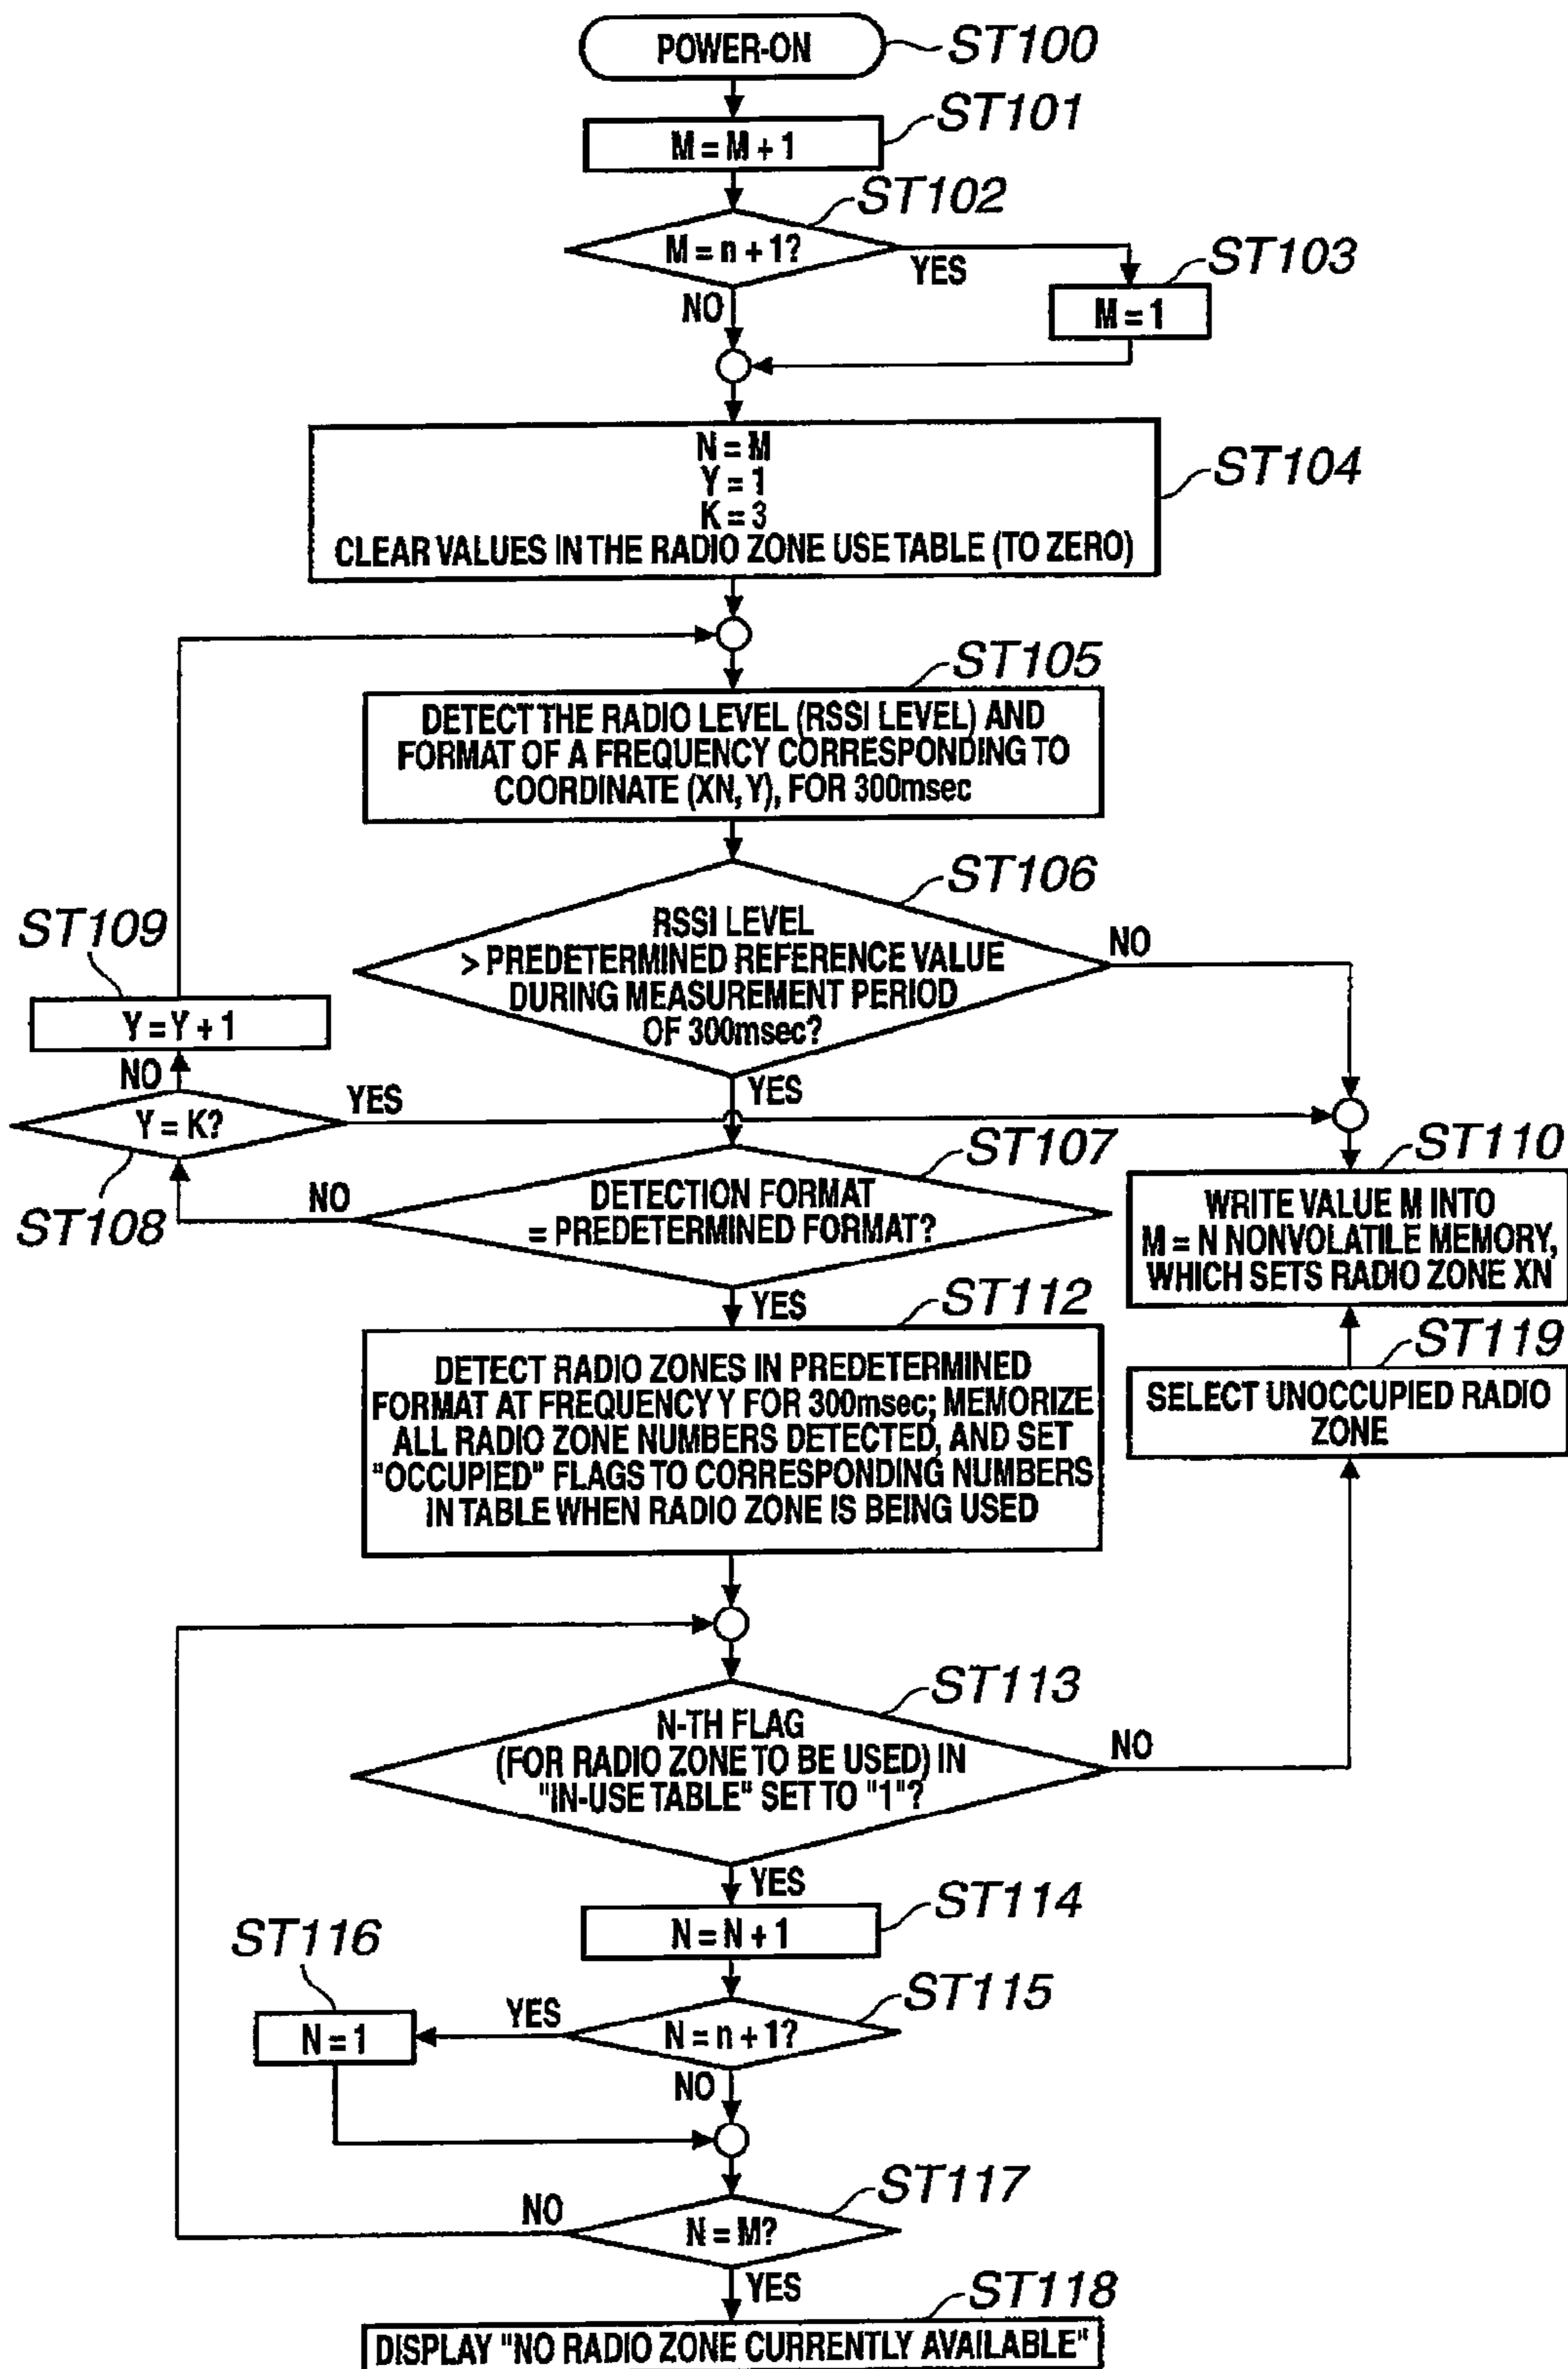 POWER-ON
ST100
ST101
M = M + 1
ST102
M = n + 1?
YES
NO
ST103
M = 1
N = M
Y = 1
K = 3
CLEAR VALUES IN THE RADIO ZONE USE TABLE (TO ZERO)
ST104
ST105
DETECT THE RADIO LEVEL (RSSI LEVEL) AND
FORMAT OF A FREQUENCY CORRESPONDING TO
COORDINATE (XN, Y), FOR 300msec
ST106
RSSI LEVEL
> PREDETERMINED REFERENCE VALUE
DURING MEASUREMENT PERIOD
OF 300msec?
NO
YES
ST109
Y = Y + 1
NO
Y = K?
YES
ST108
ST107
DETECTION FORMAT
= PREDETERMINED FORMAT?
NO
YES
ST110
WRITE VALUE M INTO
M = N NONVOLATILE MEMORY,
WHICH SETS RADIO ZONE XN
ST112
DETECT RADIO ZONES IN PREDETERMINED
FORMAT AT FREQUENCY Y FOR 300msec; MEMORIZE
ALL RADIO ZONE NUMBERS DETECTED, AND SET
"OCCUPIED" FLAGS TO CORRESPONDING NUMBERS
IN TABLE WHEN RADIO ZONE IS BEING USED
ST119
SELECT UNOCCUPIED RADIO
ZONE
ST113
N-TH FLAG
(FOR RADIO ZONE TO BE USED) IN
"IN-USE TABLE" SET TO "1"?
NO
YES
ST114
N = N + 1
ST115
N = n + 1?
YES
NO
ST116
N = 1
ST117
N = M?
NO
YES
ST118
DISPLAY "NO RADIO ZONE CURRENTLY AVAILABLE"